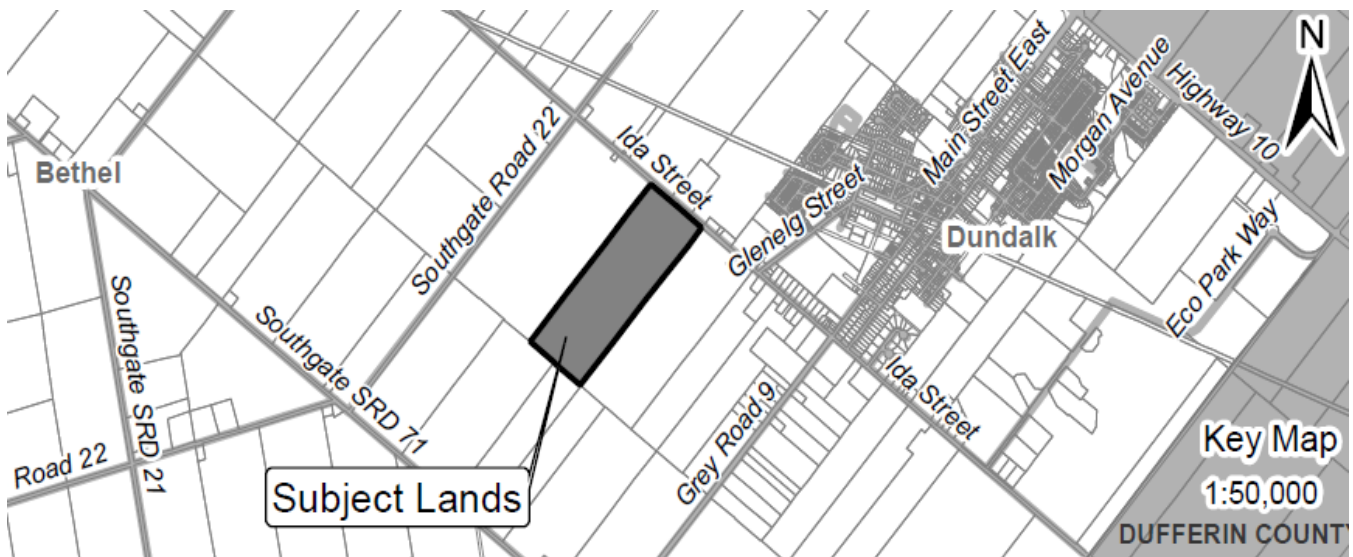 N
Main Street East
Morgan Avenue
Highway 10
Ida Street
Southgate Road 22
Bethel
Glenelg Street
Dundalk
Eco Park Way
Southgate SRD 21
Southgate SRD 71
Ida Street
Grey Road 9
Road 22
Subject Lands
Key Map
1:50,000
DUFFERIN COUNTY